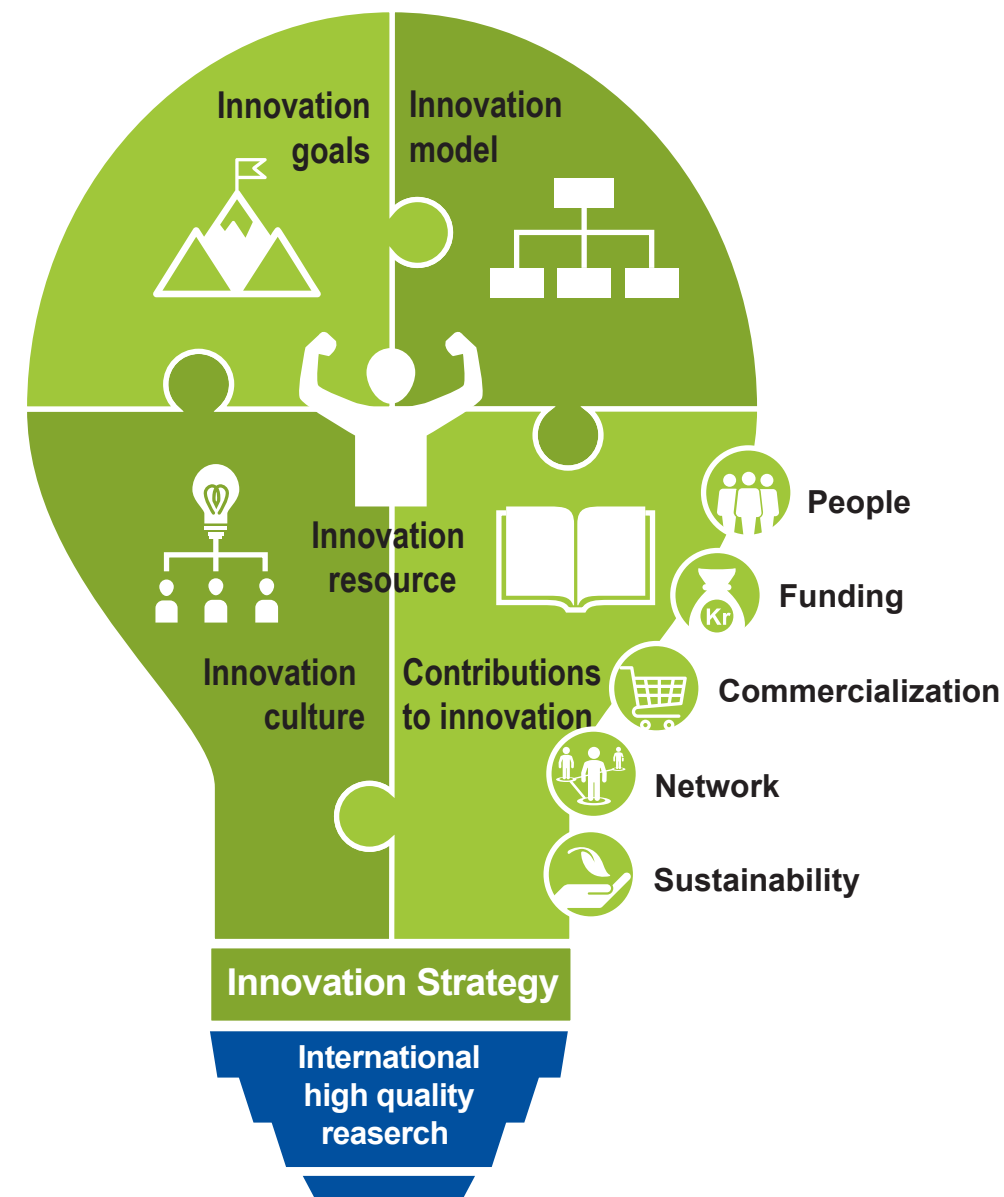 Innovation
goals
Innovation
model
Innovation
resource
Innovation
culture
Contributions
to innovation
People
Kr
Funding
Commercialization
Network
Sustainability
Innovation Strategy
International
high quality
reaserch